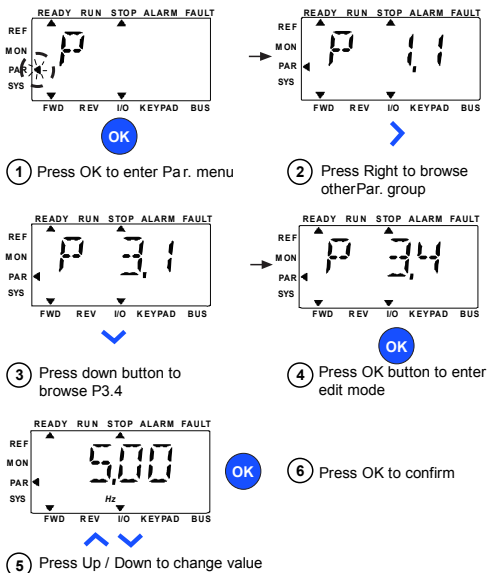 READY RUN STOP ALARM FAULT
REF
MON
PAR
SYS
P
FWD REV I/O KEYPAD BUS
OK
1 Press OK to enter Par. menu
READY RUN STOP ALARM FAULT
REF
MON
PAR
SYS
P 1,1
FWD REV I/O KEYPAD BUS
2 Press Right to browse
otherPar. group
READY RUN STOP ALARM FAULT
REF
MON
PAR
SYS
P 3,1
FWD REV I/O KEYPAD BUS
3 Press down button to
browse P3.4
READY RUN STOP ALARM FAULT
REF
MON
PAR
SYS
P 3,4
FWD REV I/O KEYPAD BUS
OK
4 Press OK button to enter
edit mode
READY RUN STOP ALARM FAULT
REF
MON
PAR
SYS
5,00
Hz
FWD REV I/O KEYPAD BUS
5 Press Up / Down to change value
OK
6 Press OK to confirm